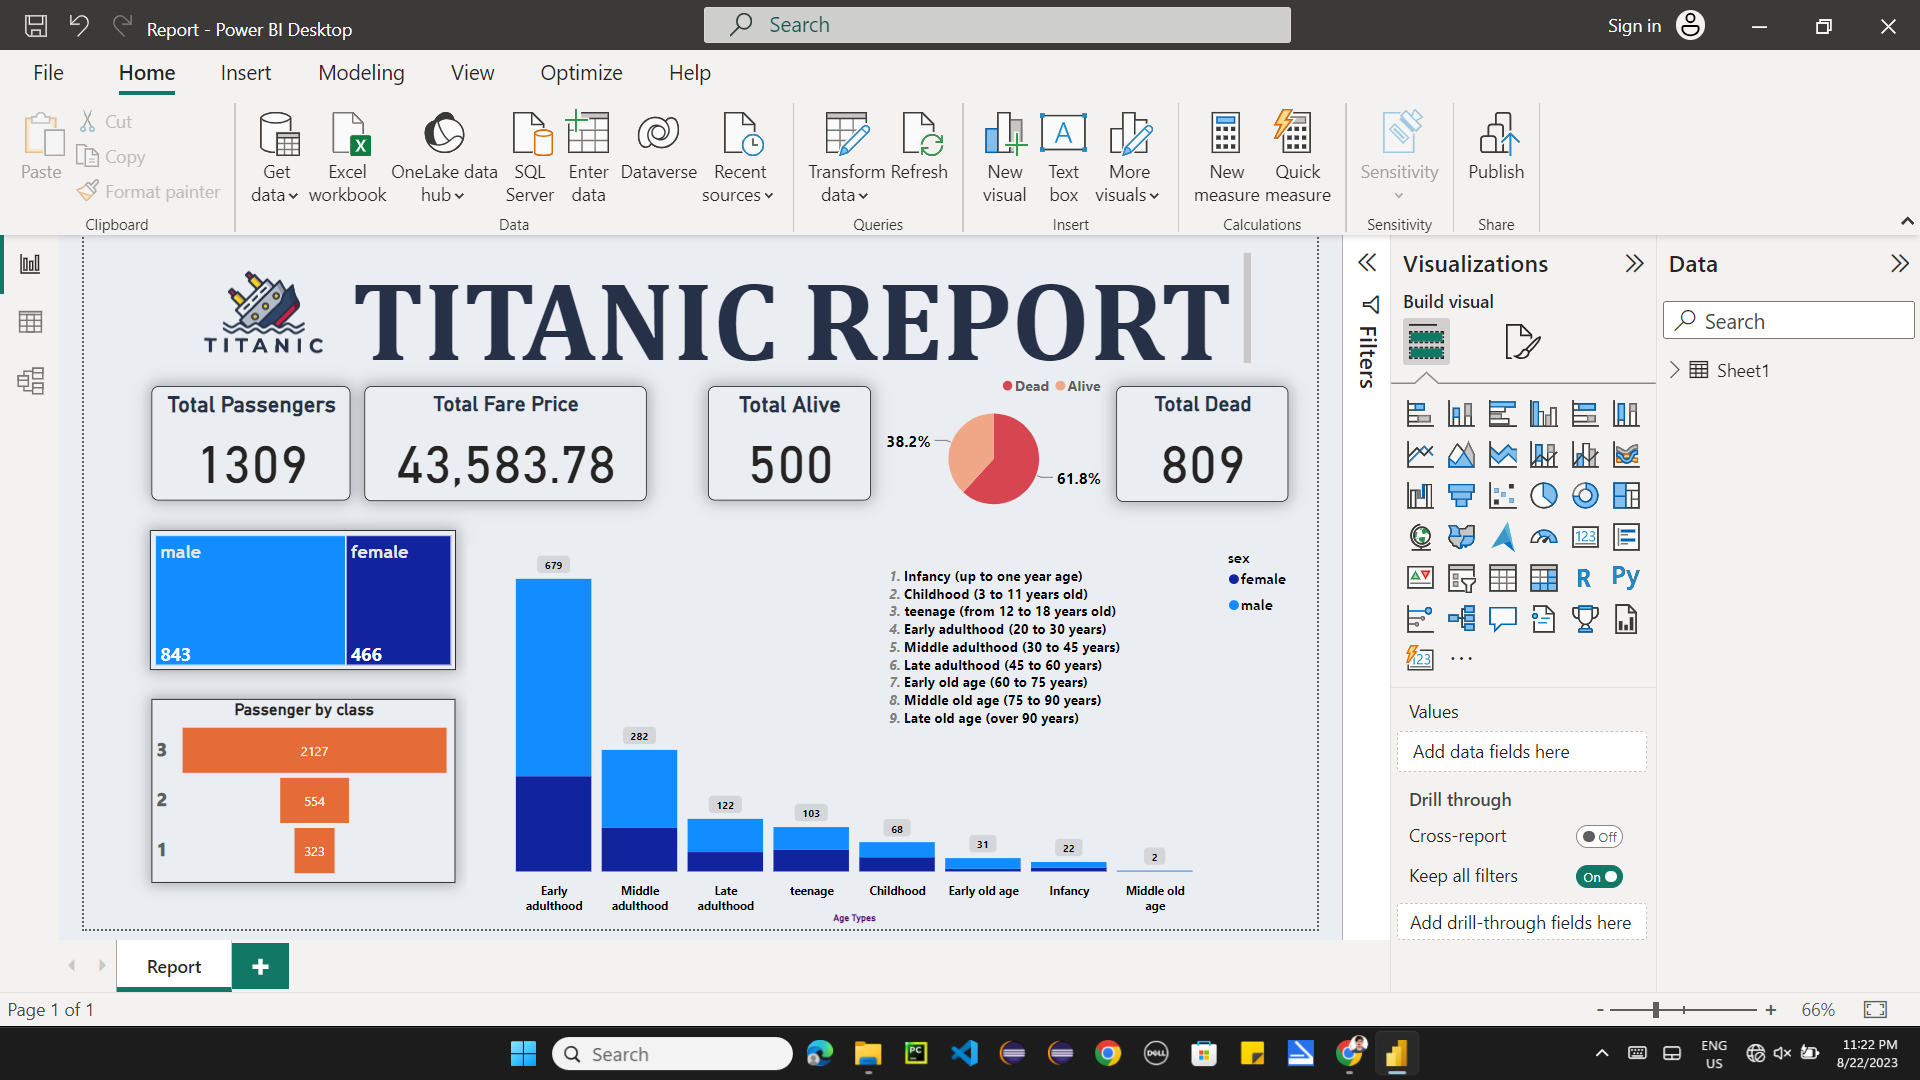 Report - Power BI Desktop
Search
Sign in
File
Home
Insert
Modeling
View
Optimize
Help
Paste
Cut
Copy
Format painter
Clipboard
Get data
Excel workbook
OneLake data hub
SQL Server
Enter data
Dataverse
Recent sources
Data
Transform data
Refresh
Queries
New visual
Text box
More visuals
Insert
New measure
Quick measure
Calculations
Sensitivity
Sensitivity
Publish
Share
TITANIC
TITANIC REPORT
Total Passengers
1309
Total Fare Price
43,583.78
Total Alive
500
Dead
Alive
38.2%
61.8%
Total Dead
809
male
843
female
466
Passenger by class
3
2127
2
554
1
323
679
282
122
103
68
31
22
2
1. Infancy (up to one year age)
2. Childhood (3 to 11 years old)
3. teenage (from 12 to 18 years old)
4. Early adulthood (20 to 30 years)
5. Middle adulthood (30 to 45 years)
6. Late adulthood (45 to 60 years)
7. Early old age (60 to 75 years)
8. Middle old age (75 to 90 years)
9. Late old age (over 90 years)
sex
female
male
Early adulthood
Middle adulthood
Late adulthood
teenage
Childhood
Early old age
Infancy
Middle old age
Age Types
Filters
Visualizations
Build visual
123
R
Py
123
Values
Add data fields here
Drill through
Cross-report
Off
Keep all filters
On
Add drill-through fields here
Data
Search
Sheet1
Report
Page 1 of 1
66%
Search
PC
DELL
ENG
US
11:22 PM
8/22/2023